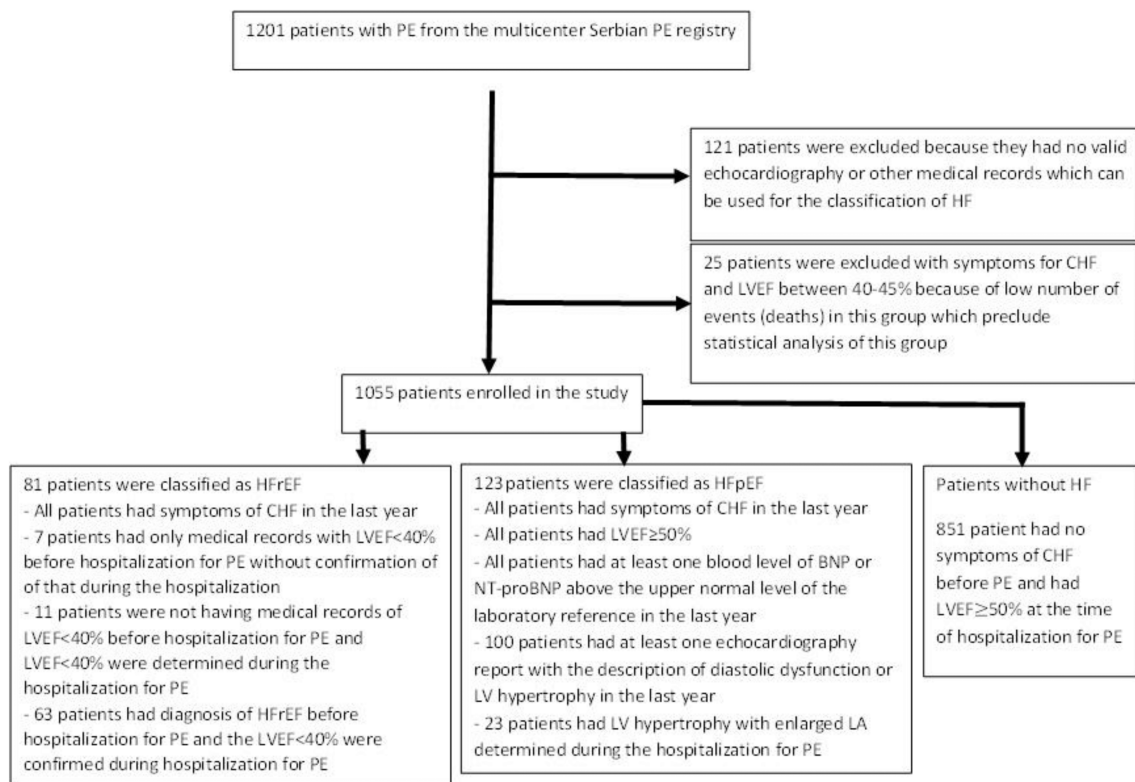 1201 patients with PE from the multicenter Serbian PE registry
121 patients were excluded because they had no valid
echocardiography or other medical records which can
be used for the classification of HF
25 patients were excluded with symptoms for CHF
and LVEF between 40-45% because of low number of
events (deaths) in this group which preclude
statistical analysis of this group
1055 patients enrolled in the study
81 patients were classified as HFrEF
- All patients had symptoms of CHF in the last year
- 7 patients had only medical records with LVEF<40%
before hospitalization for PE without confirmation of
of that during the hospitalization
- 11 patients were not having medical records of
LVEF<40% before hospitalization for PE and
LVEF<40% were determined during the
hospitalization for PE
- 63 patients had diagnosis of HFrEF before
hospitalization for PE and the LVEF<40% were
confirmed during hospitalization for PE
123 patients were classified as HFpEF
- All patients had symptoms of CHF in the last year
- All patients had LVEF≥50%
- All patients had at least one blood level of BNP or
NT-proBNP above the upper normal level of the
laboratory reference in the last year
- 100 patients had at least one echocardiography
report with the description of diastolic dysfunction or
LV hypertrophy in the last year
- 23 patients had LV hypertrophy with enlarged LA
determined during the hospitalization for PE
Patients without HF
851 patient had no
symptoms of CHF
before PE and had
LVEF≥50% at the time
of hospitalization for PE